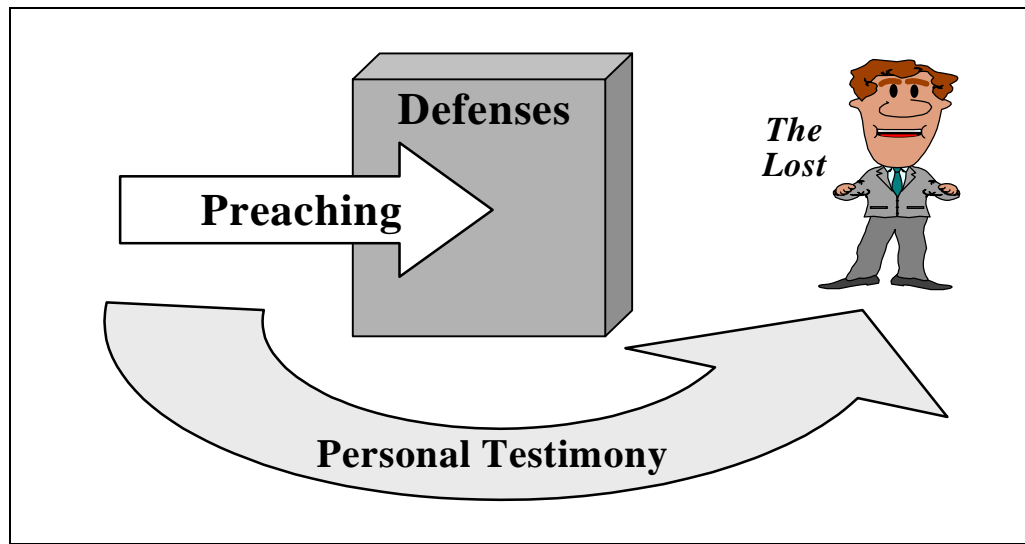 Defenses
Preaching
The
Lost
Personal Testimony